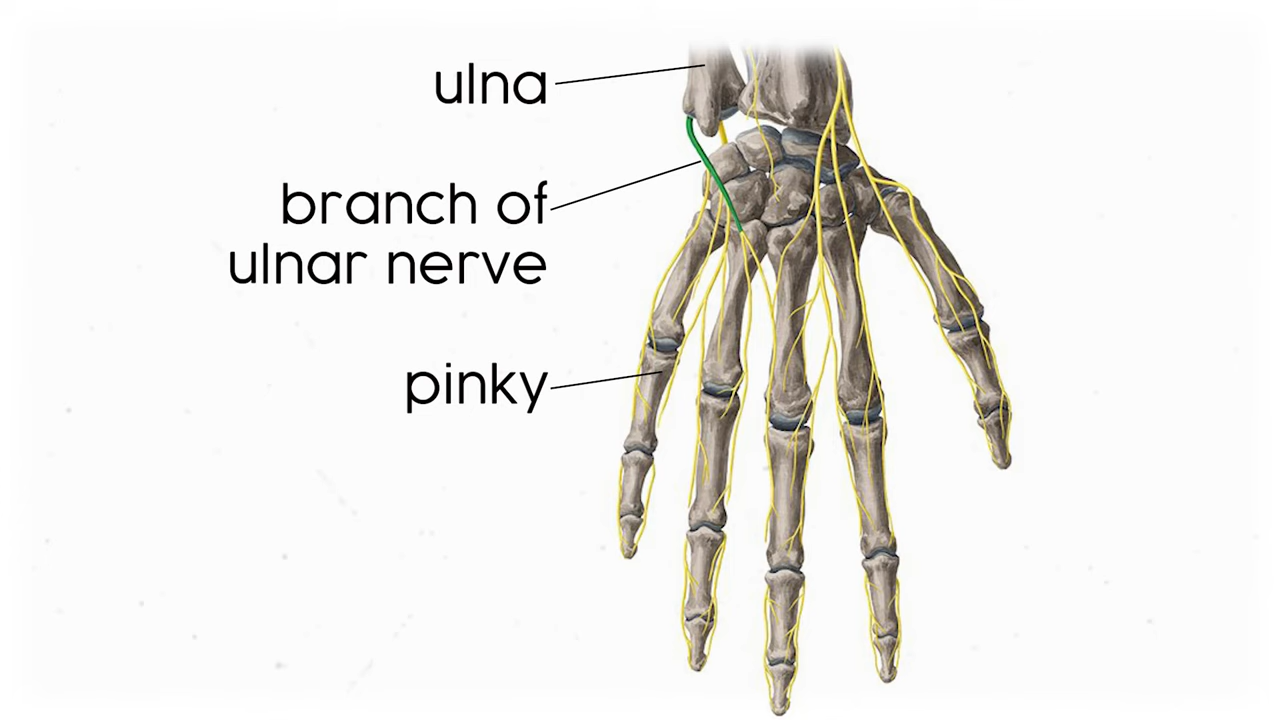 ulna
branch of
ulnar nerve
pinky